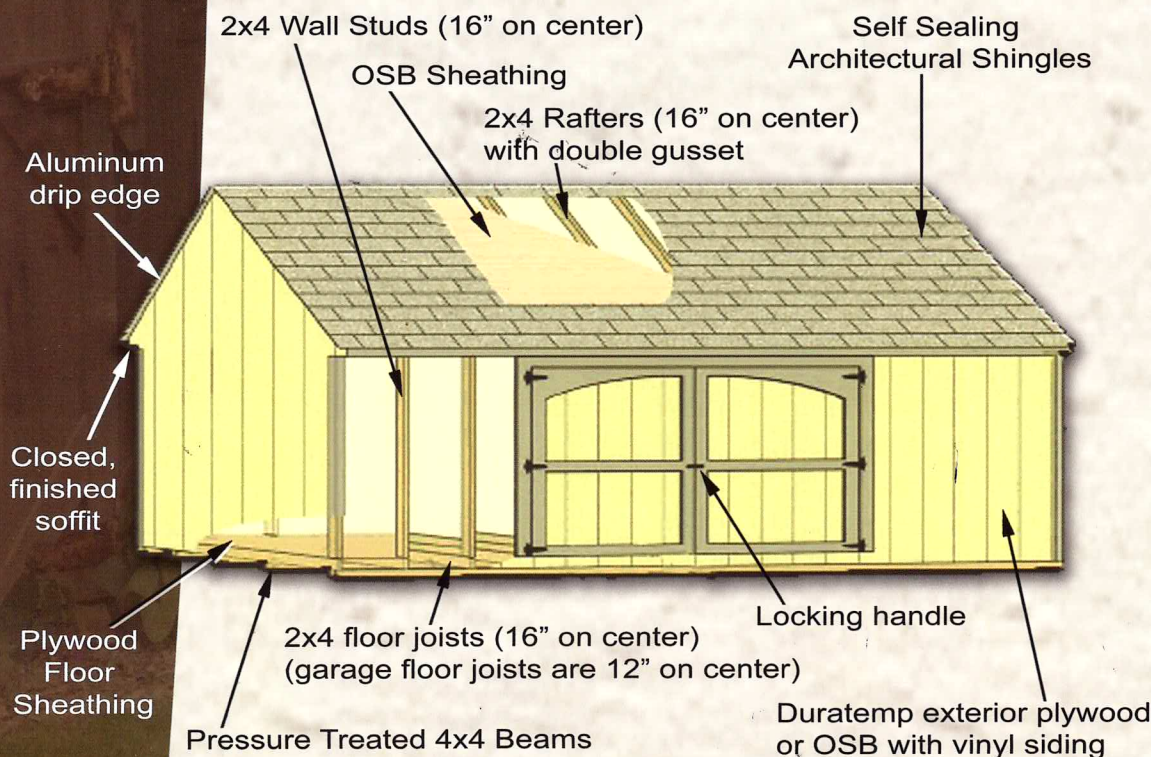 2x4 Wall Studs (16” on center)
Self Sealing
Architectural Shingles
OSB Sheathing
2x4 Rafters (16” on center)
with double gusset
Aluminum
drip edge
Closed,
finished
soffit
Plywood
Floor
Sheathing
2x4 floor joists (16” on center)
(garage floor joists are 12” on center)
Locking handle
Pressure Treated 4x4 Beams
Duratemp exterior plywood
or OSB with vinyl siding